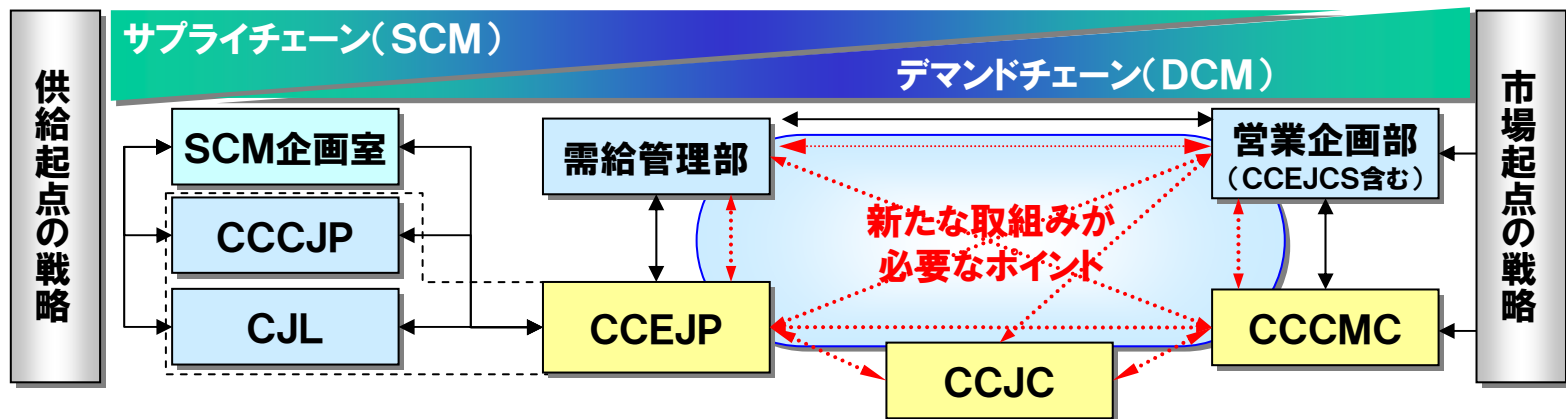 サプライチェーン(SCM)
デマンドチェーン(DCM)
供給起点の戦略
SCM企画室
CCCJP
CJL
需給管理部
CCEJP
新たな取組みが
必要なポイント
CCJC
営業企画部
(CCEJCS含む)
CCCMC
市場起点の戦略